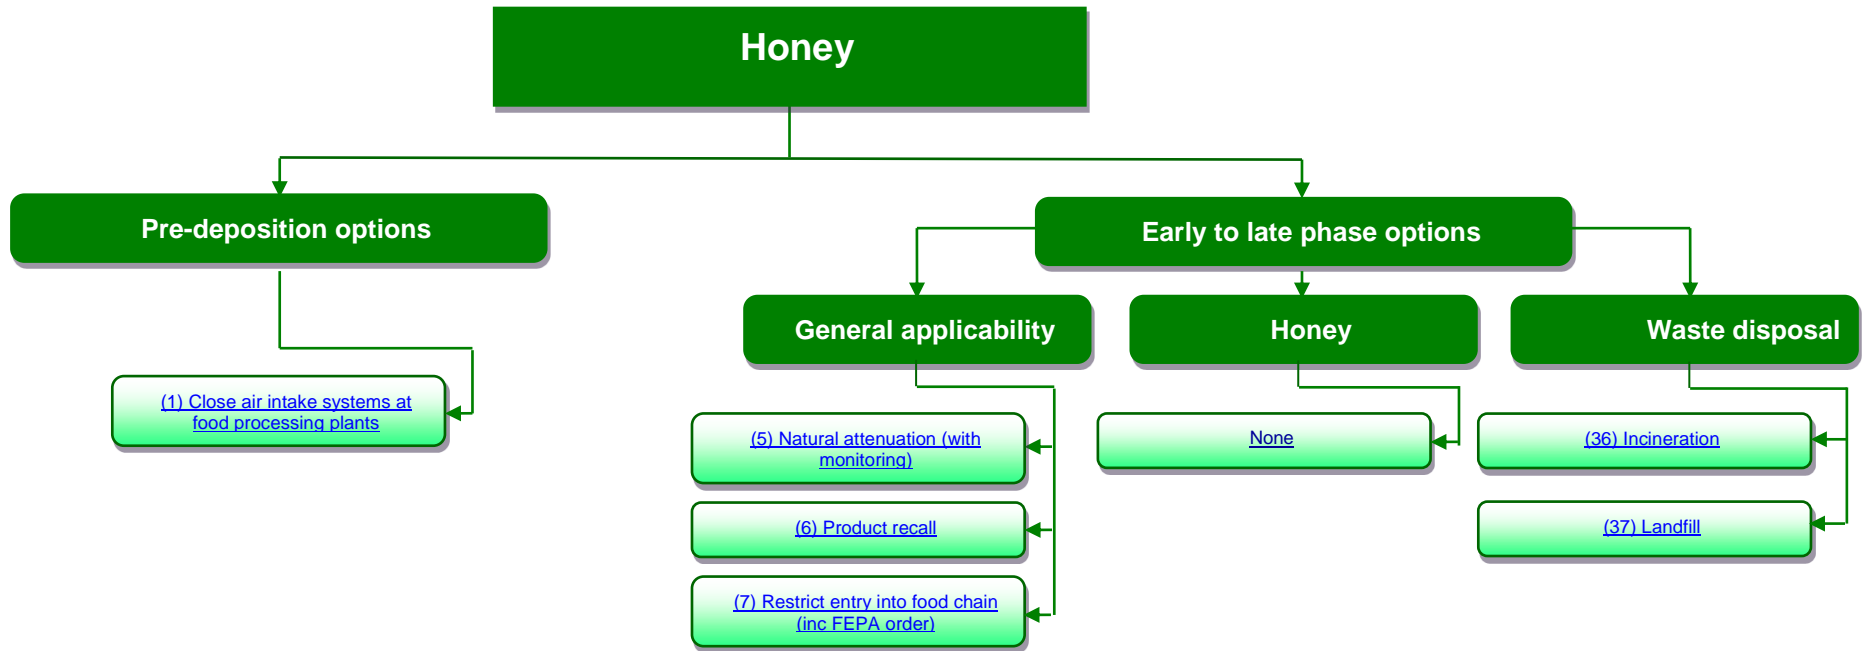 Honey
Pre-deposition options
Early to late phase options
General applicability
Honey
Waste disposal
(1) Close air intake systems at
food processing plants
(5) Natural attenuation (with
monitoring)
None
(36) Incineration
(6) Product recall
(37) Landfill
(7) Restrict entry into food chain
(inc FEPA order)